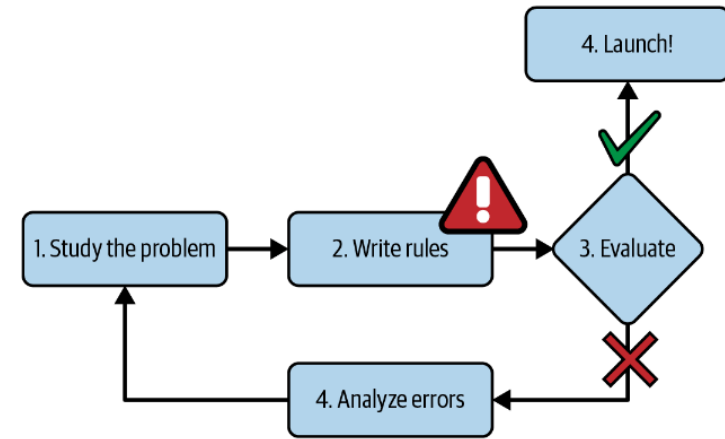 4. Launch!
1. Study the problem
2. Write rules
3. Evaluate
4. Analyze errors